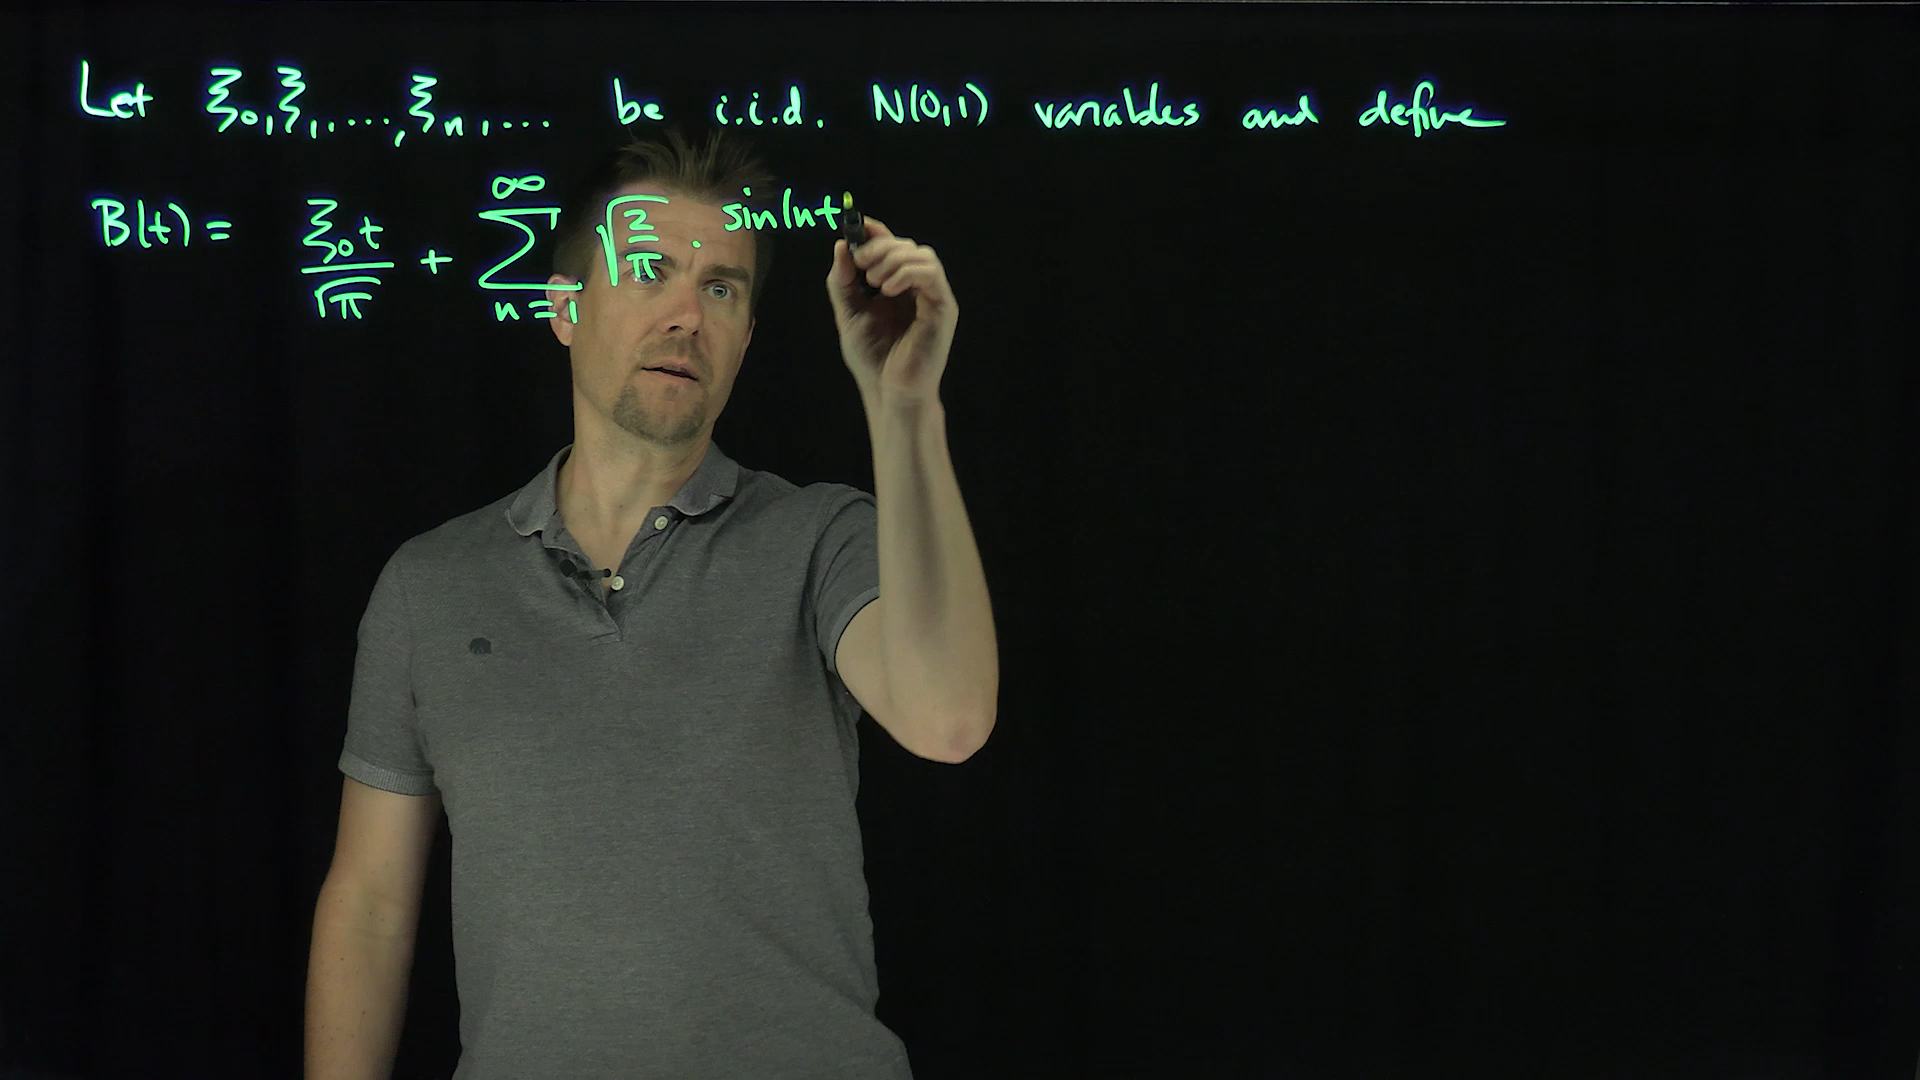 Let ξ₀, ξ₁, ..., ξₙ, ... be i.i.d. N(0,1) variables and define
B(t) = ξ₀t/√π + ∑_{n=1}^{∞} √(2/π) · sin(nt